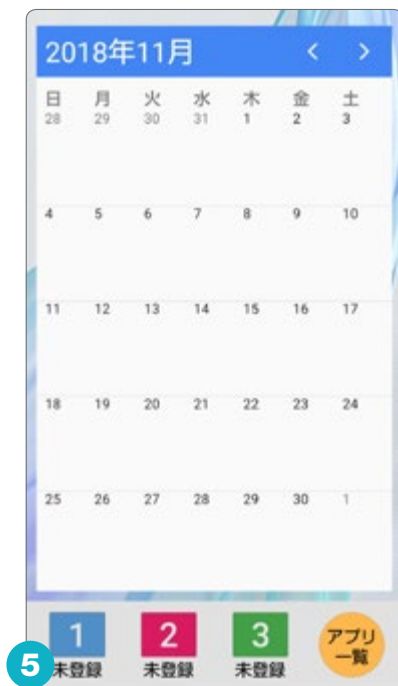 2018年11月 < >
日 月 火 水 木 金 土
28 29 30 31 1 2 3
4 5 6 7 8 9 10
11 12 13 14 15 16 17
18 19 20 21 22 23 24
25 26 27 28 29 30 1
1 2 3 アプリ
一覧
5 未登録 未登録 未登録